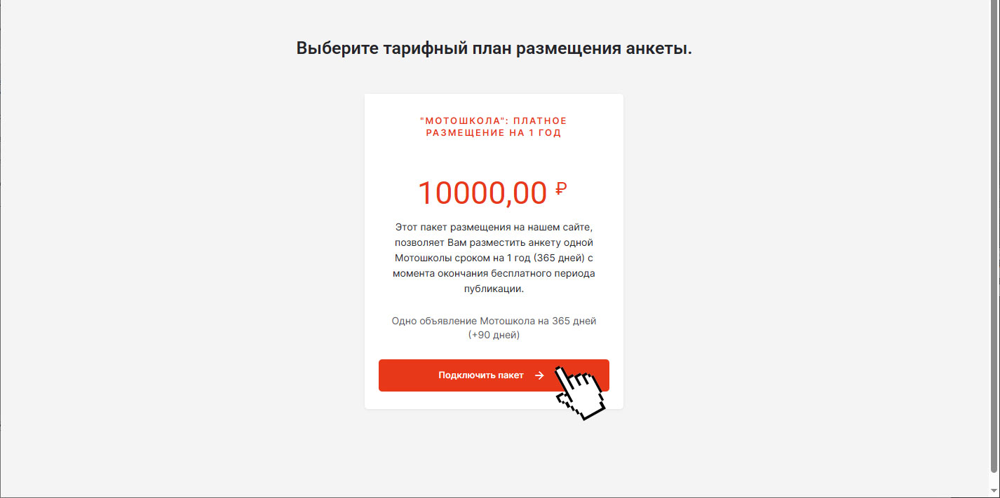 Выберите тарифный план размещения анкеты.
"МОТОШКОЛА": ПЛАТНОЕ
РАЗМЕЩЕНИЕ НА 1 ГОД
10000,00 ₽
Этот пакет размещения на нашем сайте,
позволяет Вам разместить анкету одной
Мотошколы сроком на 1 год (365 дней) с
момента окончания бесплатного периода
публикации.
Одно объявление Мотошкола на 365 дней
(+90 дней)
Подключить пакет →